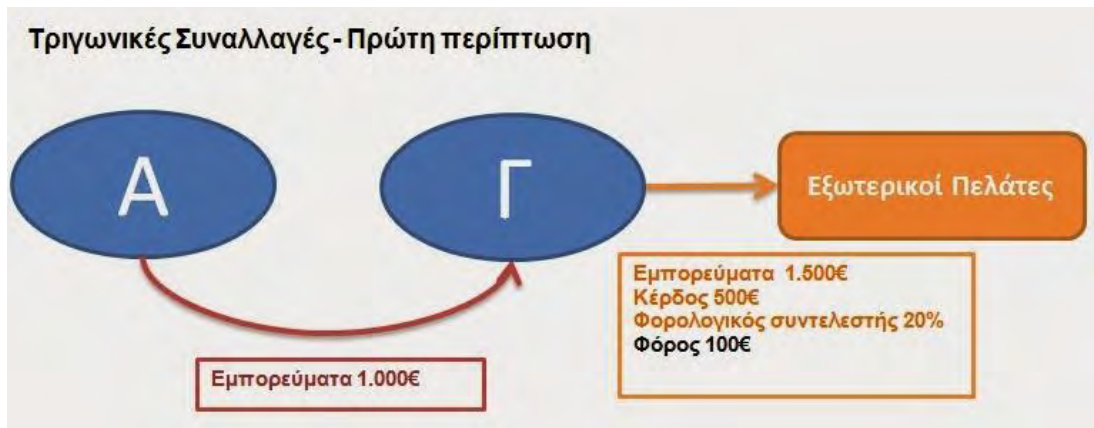 Τριγωνικές Συναλλαγές - Πρώτη περίπτωση
Α
Γ
Εξωτερικοί Πελάτες
Εμπορεύματα 1.500€
Κέρδος 500€
Φορολογικός συντελεστής 20%
Φόρος 100€
Εμπορεύματα 1.000€